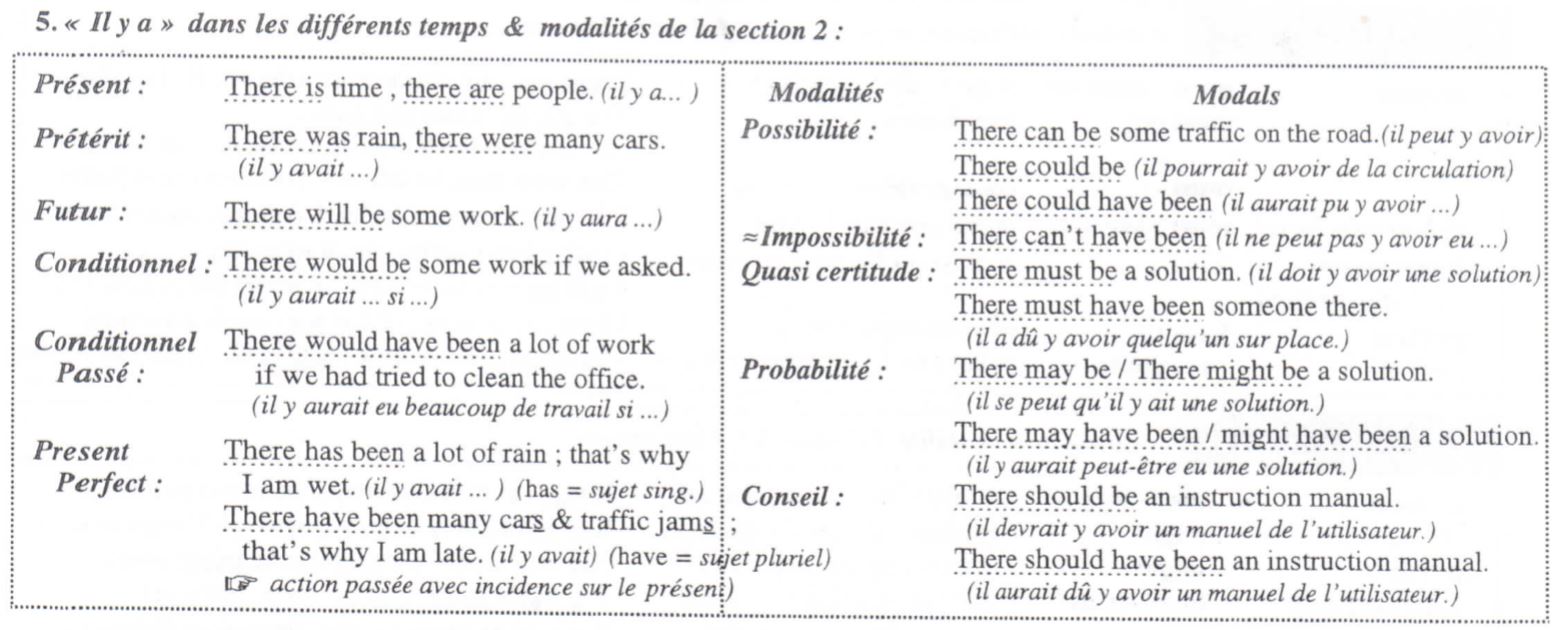 5. « Il y a » dans les différents temps & modalités de la section 2 :
Présent : There is time , there are people. (il y a... )
Prétérit : There was rain, there were many cars.
(il y avait ...)
Futur : There will be some work. (il y aura ...)
Conditionnel : There would be some work if we asked.
(il y aurait ... si ...)
Conditionnel There would have been a lot of work
Passé : if we had tried to clean the office.
(il y aurait eu beaucoup de travail si ...)
Present There has been a lot of rain ; that's why
Perfect : I am wet. (il y avait ... ) (has = sujet sing.)
There have been many cars & traffic jams ;
that's why I am late. (il y avait) (have = sujet pluriel)
☞ action passée avec incidence sur le présent)
Modalités Modals
Possibilité : There can be some traffic on the road.(il peut y avoir)
There could be (il pourrait y avoir de la circulation)
There could have been (il aurait pu y avoir ...)
≈Impossibilité : There can't have been (il ne peut pas y avoir eu ...)
Quasi certitude : There must be a solution. (il doit y avoir une solution)
There must have been someone there.
(il a dû y avoir quelqu'un sur place.)
Probabilité : There may be / There might be a solution.
(il se peut qu'il y ait une solution.)
There may have been / might have been a solution.
(il y aurait peut-être eu une solution.)
Conseil : There should be an instruction manual.
(il devrait y avoir un manuel de l'utilisateur.)
There should have been an instruction manual.
(il aurait dû y avoir un manuel de l'utilisateur.)